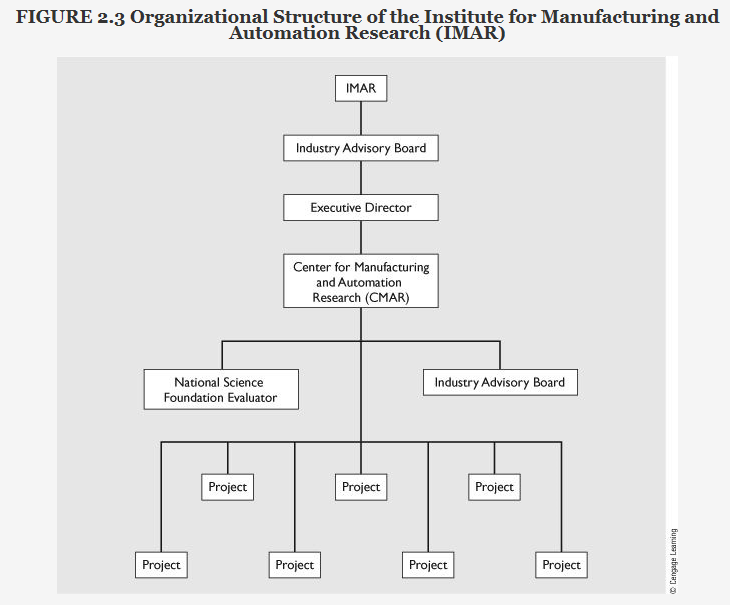 FIGURE 2.3 Organizational Structure of the Institute for Manufacturing and
Automation Research (IMAR)
IMAR
Industry Advisory Board
Executive Director
Center for Manufacturing
and Automation
Research (CMAR)
National Science
Foundation Evaluator
Industry Advisory Board
Project
Project
Project
Project
Project
Project
Project
© Cengage Learning